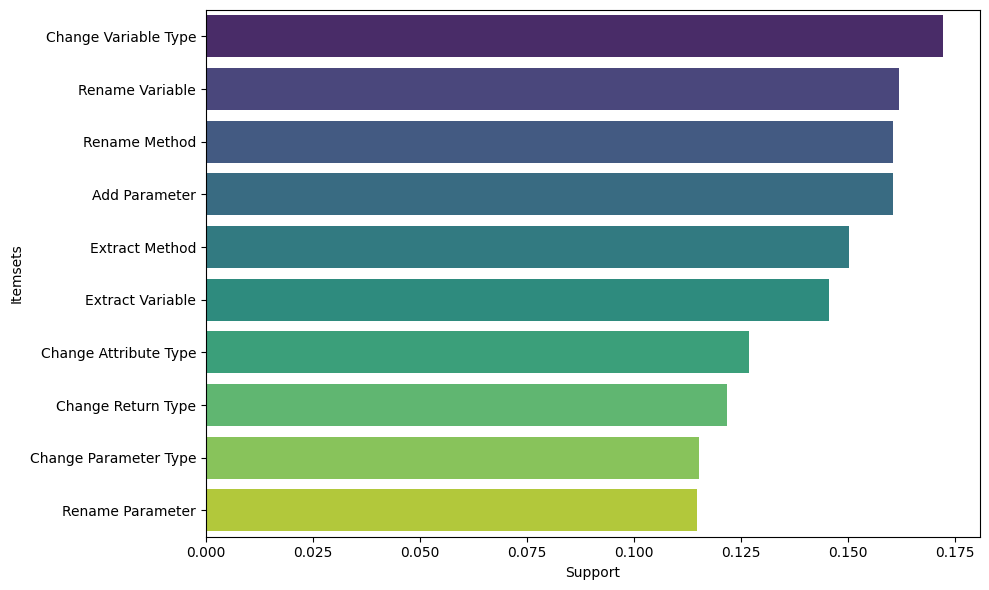 Change Variable Type
Rename Variable
Rename Method
Add Parameter
Extract Method
Extract Variable
Change Attribute Type
Change Return Type
Change Parameter Type
Rename Parameter
Itemsets
0.000 0.025 0.050 0.075 0.100 0.125 0.150 0.175
Support